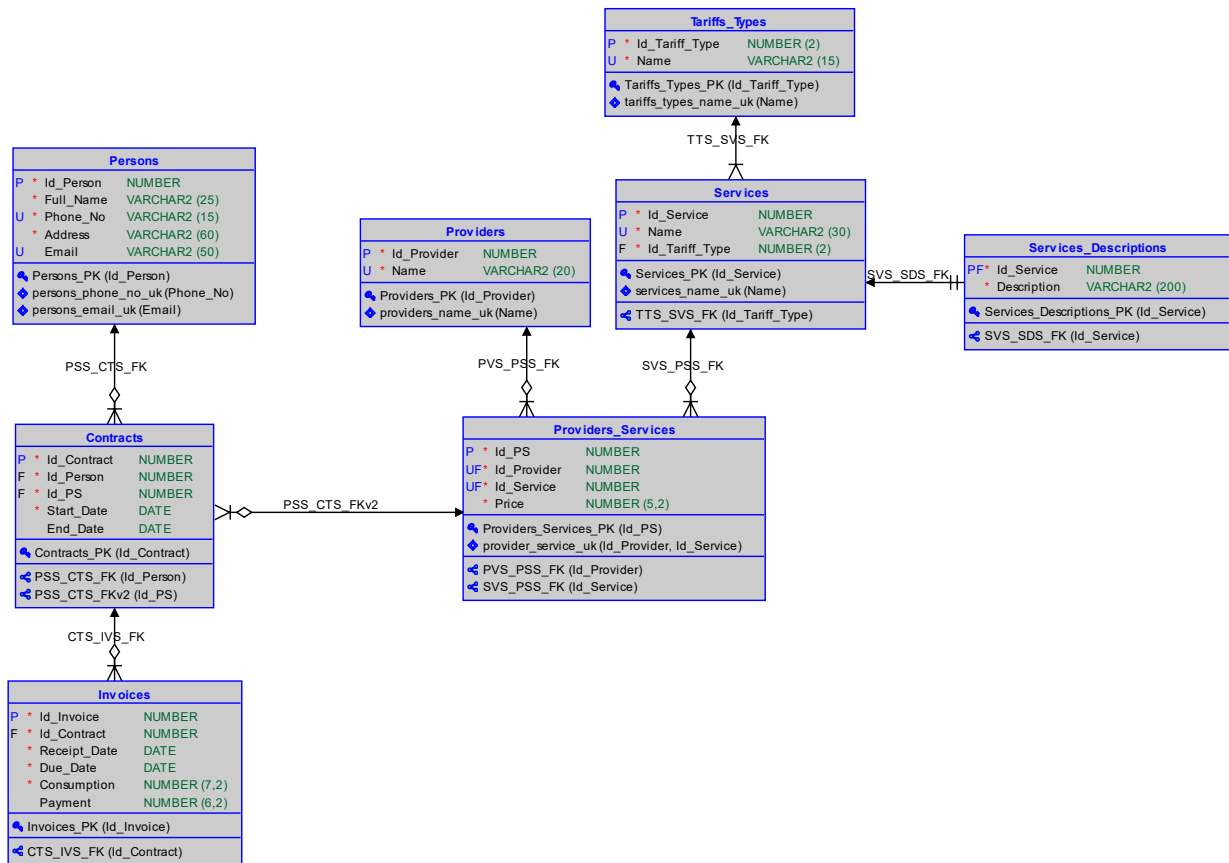 Tariffs_Types
P * Id_Tariff_Type NUMBER (2)
U * Name VARCHAR2 (15)
Tariffs_Types_PK (Id_Tariff_Type)
tariffs_types_name_uk (Name)
TTS_SVS_FK
Persons
P * Id_Person NUMBER
* Full_Name VARCHAR2 (25)
U * Phone_No VARCHAR2 (15)
* Address VARCHAR2 (60)
U Email VARCHAR2 (50)
Persons_PK (Id_Person)
persons_phone_no_uk (Phone_No)
persons_email_uk (Email)
Providers
P * Id_Provider NUMBER
U * Name VARCHAR2 (20)
Providers_PK (Id_Provider)
providers_name_uk (Name)
Services
P * Id_Service NUMBER
U * Name VARCHAR2 (30)
F * Id_Tariff_Type NUMBER (2)
Services_PK (Id_Service)
services_name_uk (Name)
TTS_SVS_FK (Id_Tariff_Type)
SVS_SDS_FK
Services_Descriptions
PF* Id_Service NUMBER
* Description VARCHAR2 (200)
Services_Descriptions_PK (Id_Service)
SVS_SDS_FK (Id_Service)
PSS_CTS_FK
PVS_PSS_FK
SVS_PSS_FK
Contracts
P * Id_Contract NUMBER
F * Id_Person NUMBER
F * Id_PS NUMBER
* Start_Date DATE
End_Date DATE
Contracts_PK (Id_Contract)
PSS_CTS_FK (Id_Person)
PSS_CTS_FKv2 (Id_PS)
PSS_CTS_FKv2
Providers_Services
P * Id_PS NUMBER
UF* Id_Provider NUMBER
UF* Id_Service NUMBER
* Price NUMBER (5,2)
Providers_Services_PK (Id_PS)
provider_service_uk (Id_Provider, Id_Service)
PVS_PSS_FK (Id_Provider)
SVS_PSS_FK (Id_Service)
CTS_IVS_FK
Invoices
P * Id_Invoice NUMBER
F * Id_Contract NUMBER
* Receipt_Date DATE
* Due_Date DATE
* Consumption NUMBER (7,2)
Payment NUMBER (6,2)
Invoices_PK (Id_Invoice)
CTS_IVS_FK (Id_Contract)